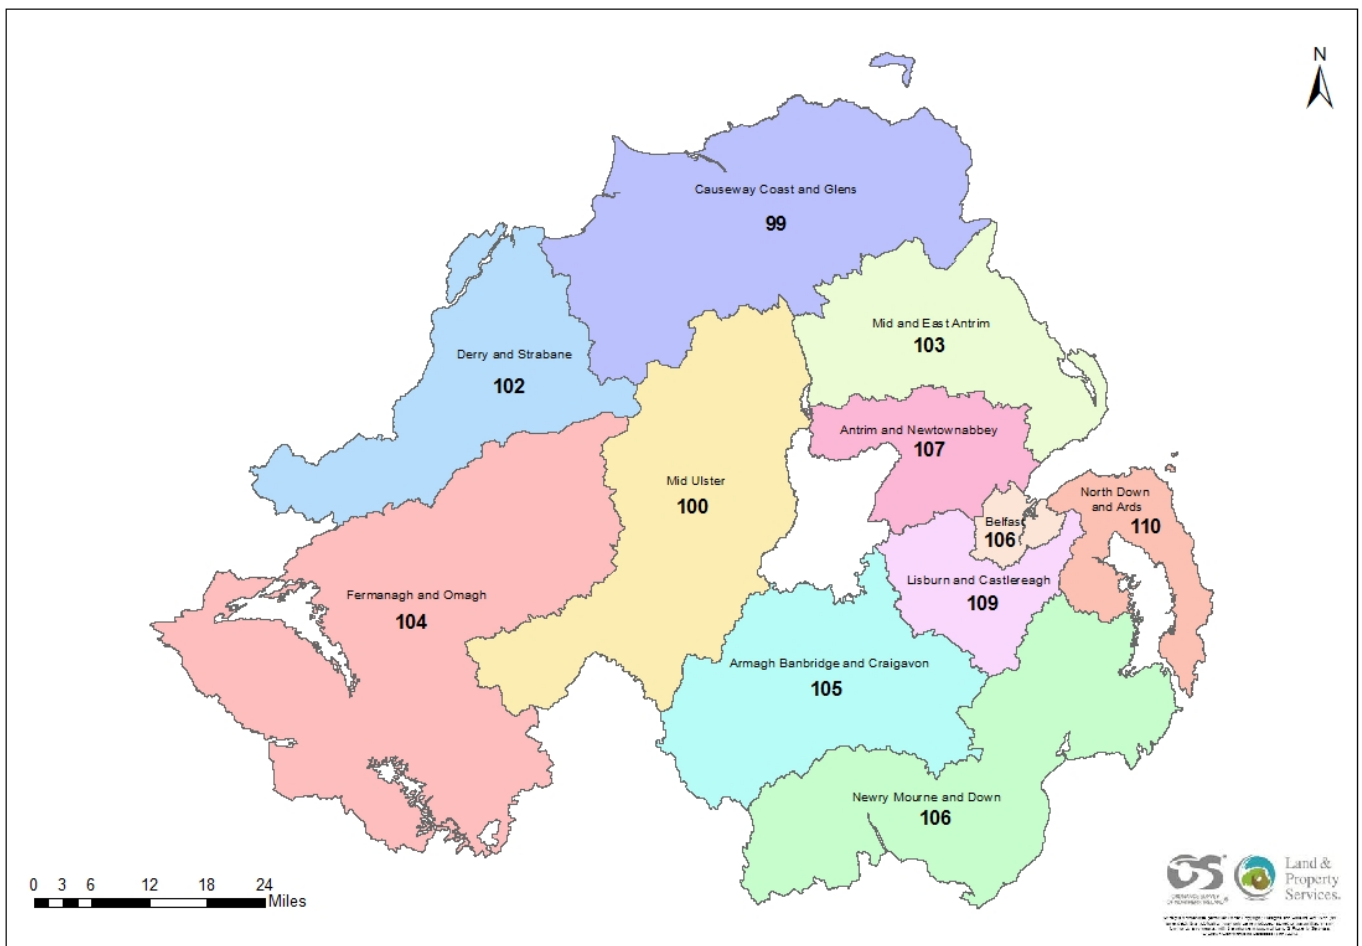 N
Causeway Coast and Glens
99
Mid and East Antrim
103
Derry and Strabane
102
Antrim and Newtownabbey
107
Mid Ulster
100
North Down
and Ards
110
Belfast
106
Lisburn and Castlereagh
109
Fermanagh and Omagh
104
Armagh Banbridge and Craigavon
105
Newry Mourne and Down
106
0 3 6 12 18 24
Miles
OS
Land &
Property
Services.